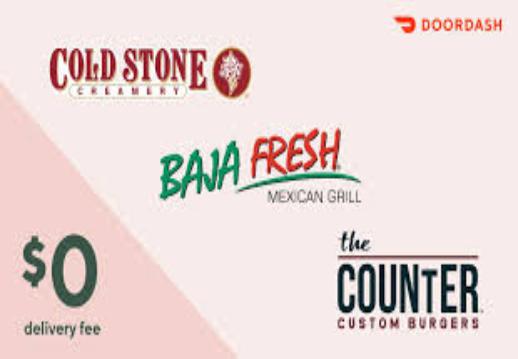 DOORDASH
COLD STONE
CREAMERY
BAJA FRESH
MEXICAN GRILL
the
COUNTER
CUSTOM BURGERS
$0
delivery fee